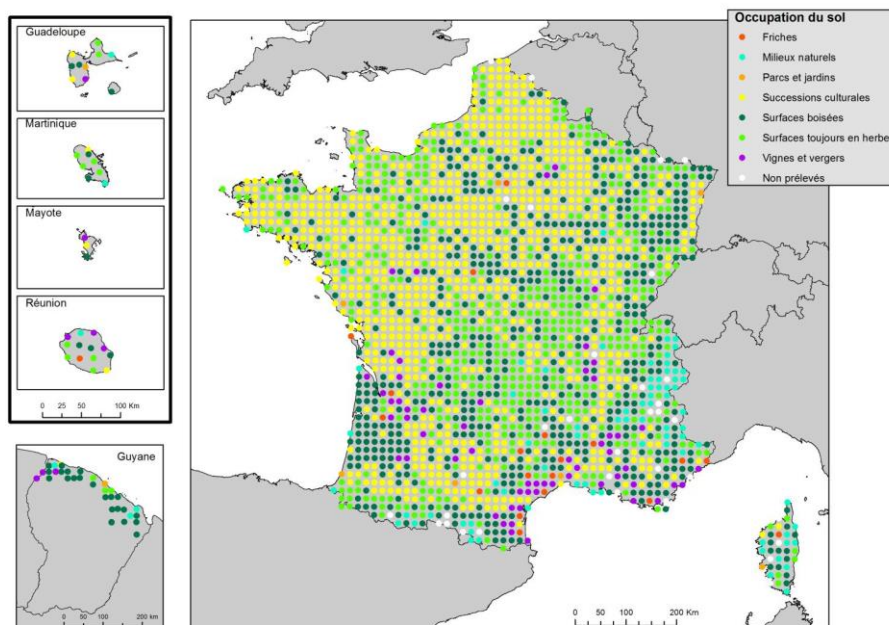 Guadeloupe
Martinique
Mayote
Réunion
0 25 50 100 Km
Guyane
0 50 100 200 km
Occupation du sol
Friches
Milieux naturels
Parcs et jardins
Successions culturales
Surfaces boisées
Surfaces toujours en herbe
Vignes et vergers
Non prélevés
0 50 100 200 Km